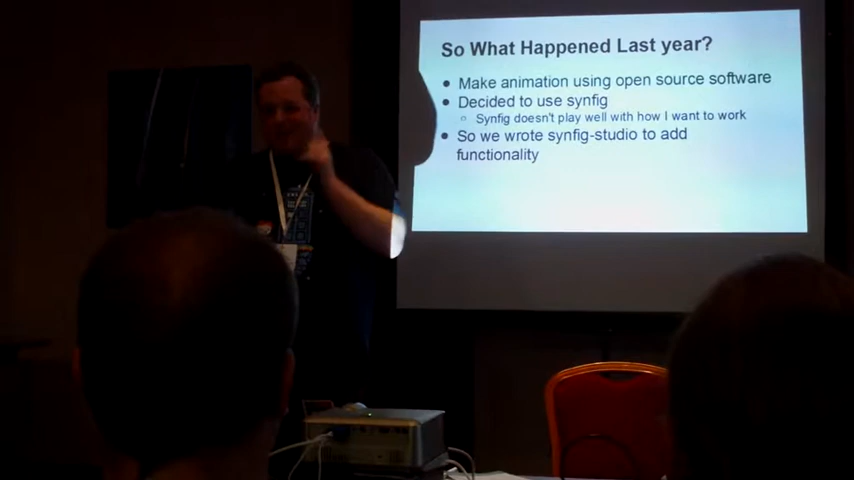 So What Happened Last year?
● Make animation using open source software
● Decided to use synfig
○ Synfig doesn't play well with how I want to work
● So we wrote synfig-studio to add
functionality